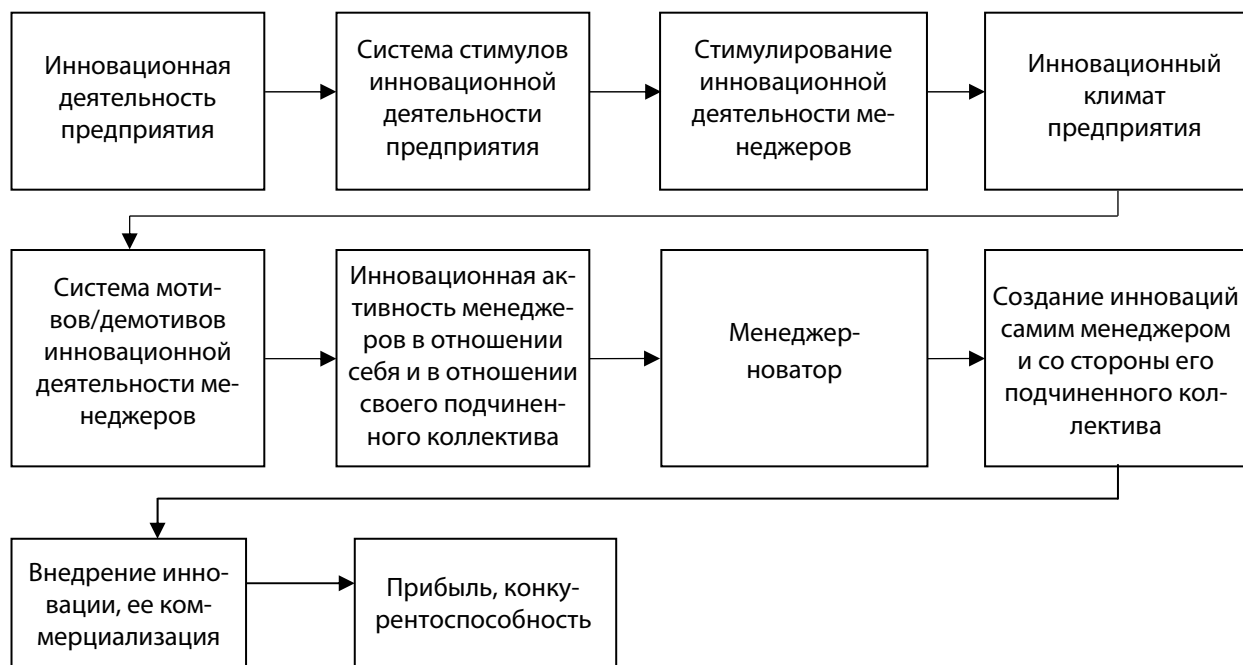 Инновационная
деятельность
предприятия
Система стимулов
инновационной
деятельности
предприятия
Стимулирование
инновационной
деятельности ме-
неджеров
Инновационный
климат
предприятия
Система моти-
вов/демотивов
инновационной
деятельности ме-
неджеров
Инновационная ак-
тивность менедже-
ров в отношении
себя и в отношении
своего подчинен-
ного коллектива
Менеджер-
новатор
Создание инноваций
самим менеджером
и со стороны его
подчиненного кол-
лектива
Внедрение инно-
вации, ее ком-
мерциализация
Прибыль, конку-
рентоспособность